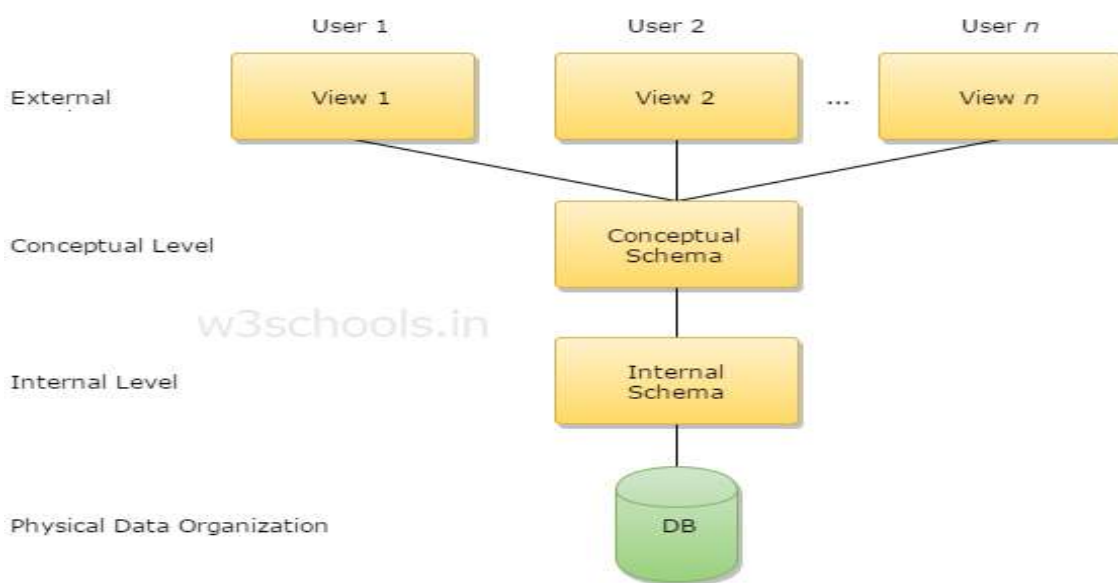 User 1
User 2
User n
External
View 1
View 2
...
View n
Conceptual Level
Conceptual
Schema
w3schools.in
Internal Level
Internal
Schema
Physical Data Organization
DB